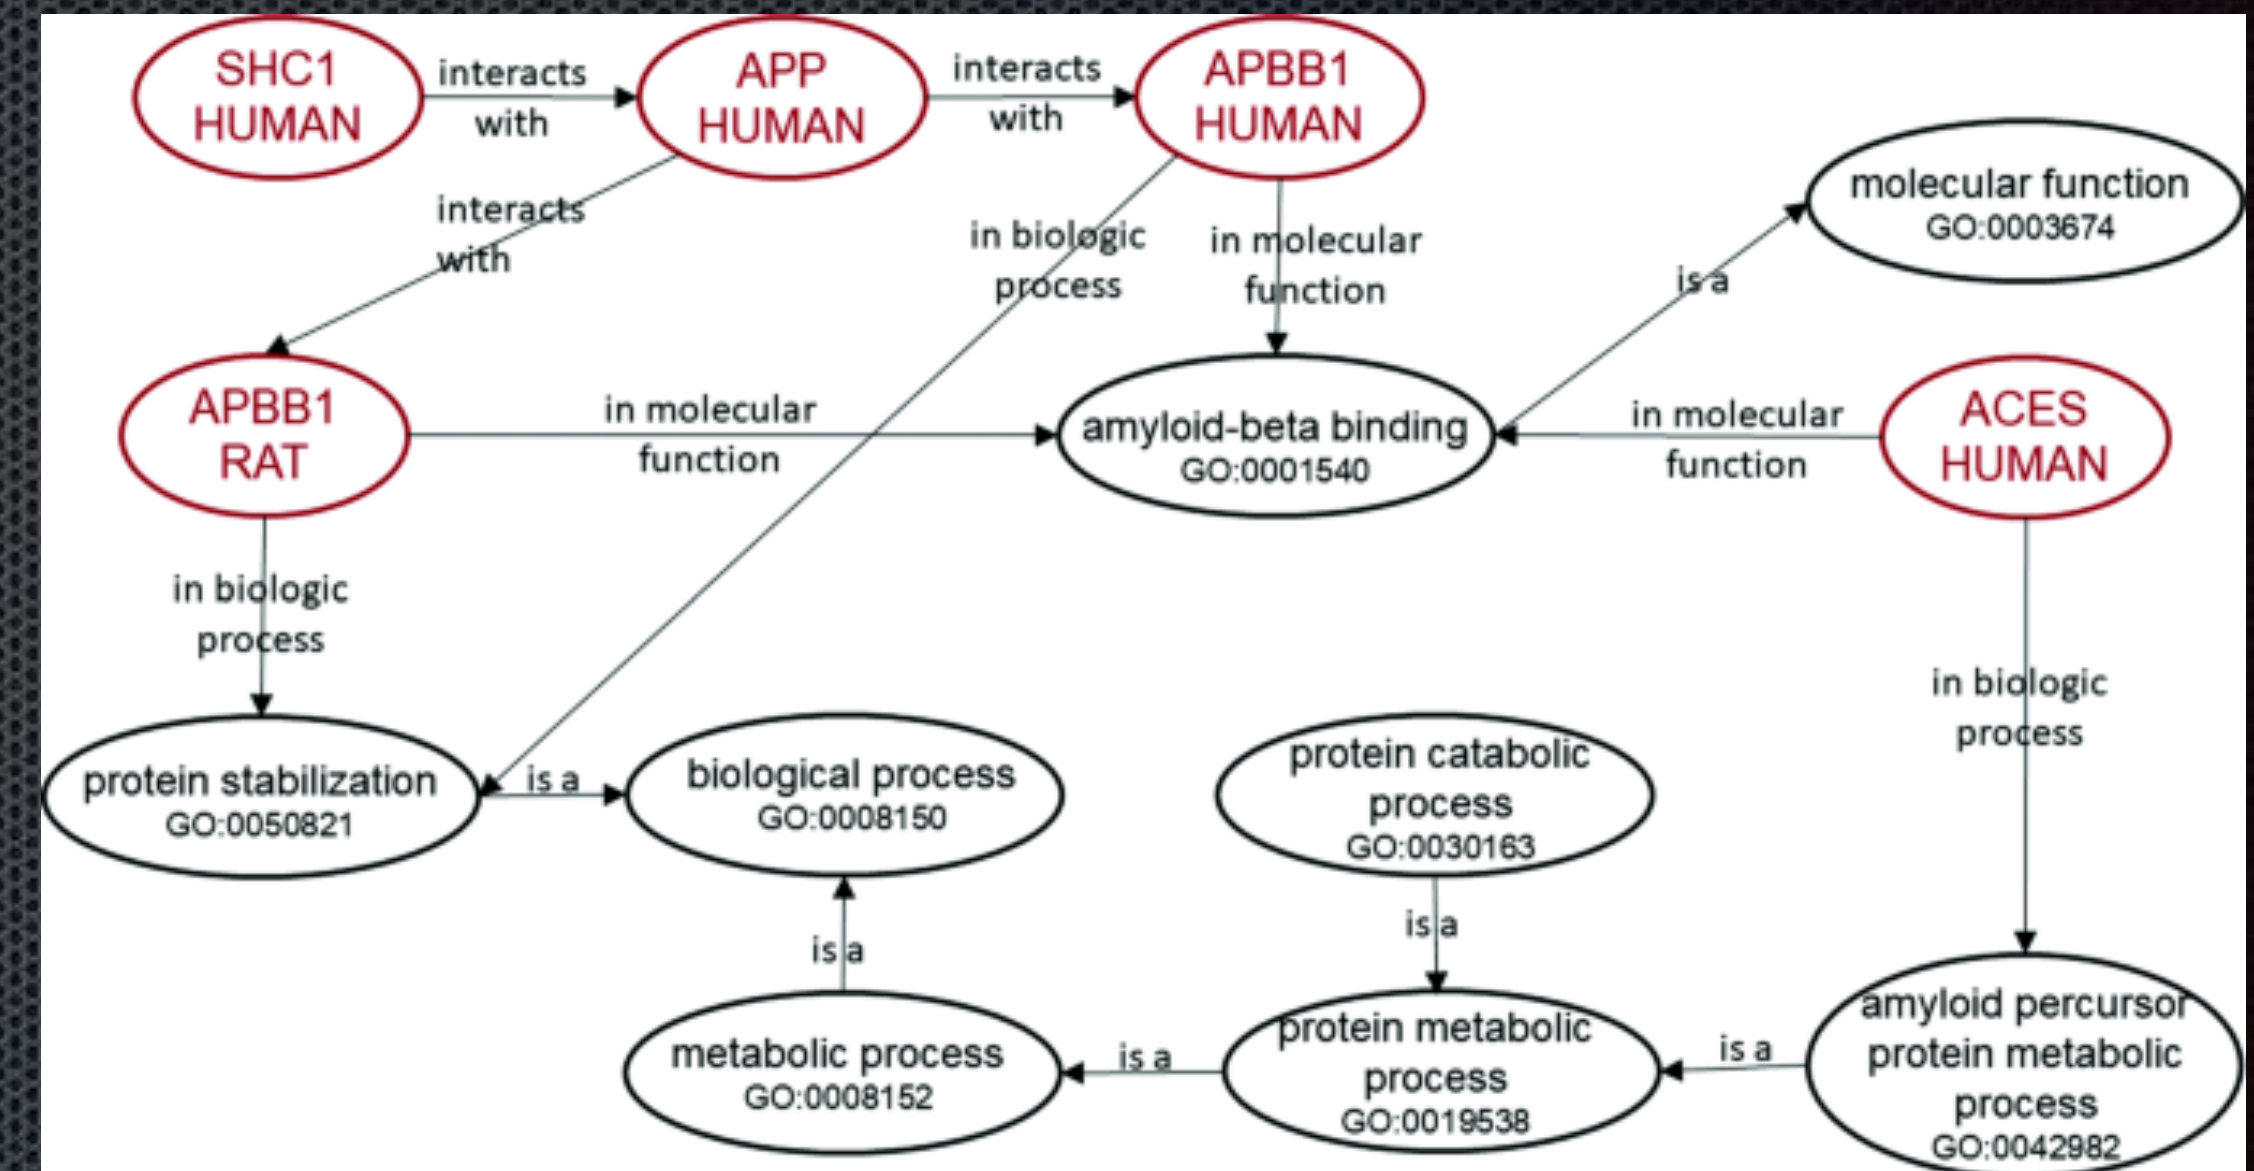 SHC1
HUMAN
interacts
with
APP
HUMAN
interacts
with
APBB1
HUMAN
molecular function
GO:0003674
interacts
with
in biologic
process
in molecular
function
is a
APBB1
RAT
in molecular
function
amyloid-beta binding
GO:0001540
in molecular
function
ACES
HUMAN
in biologic
process
in biologic
process
protein stabilization
GO:0050821
is a
biological process
GO:0008150
protein catabolic
process
GO:0030163
is a
is a
metabolic process
GO:0008152
is a
protein metabolic
process
GO:0019538
is a
amyloid percursor
protein metabolic
process
GO:0042982